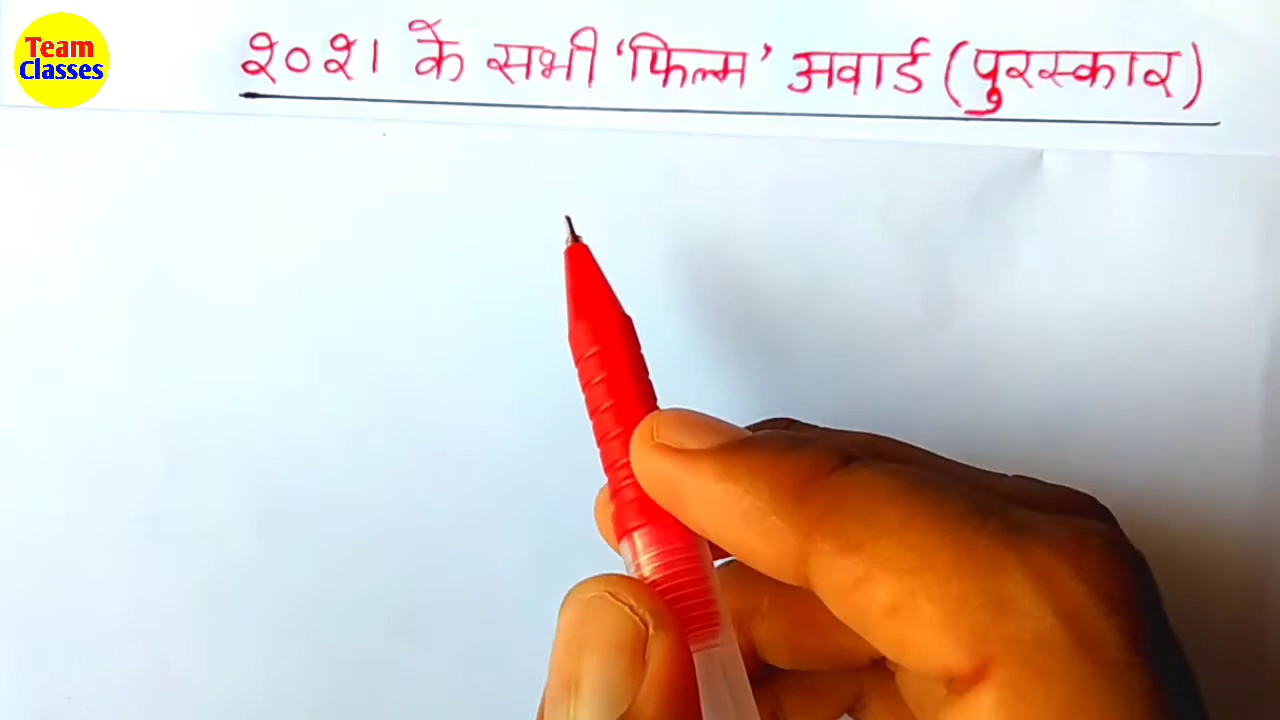 Team
Classes
२०२१ के सभी ‘फिल्म’ अवार्ड (पुरस्कार)